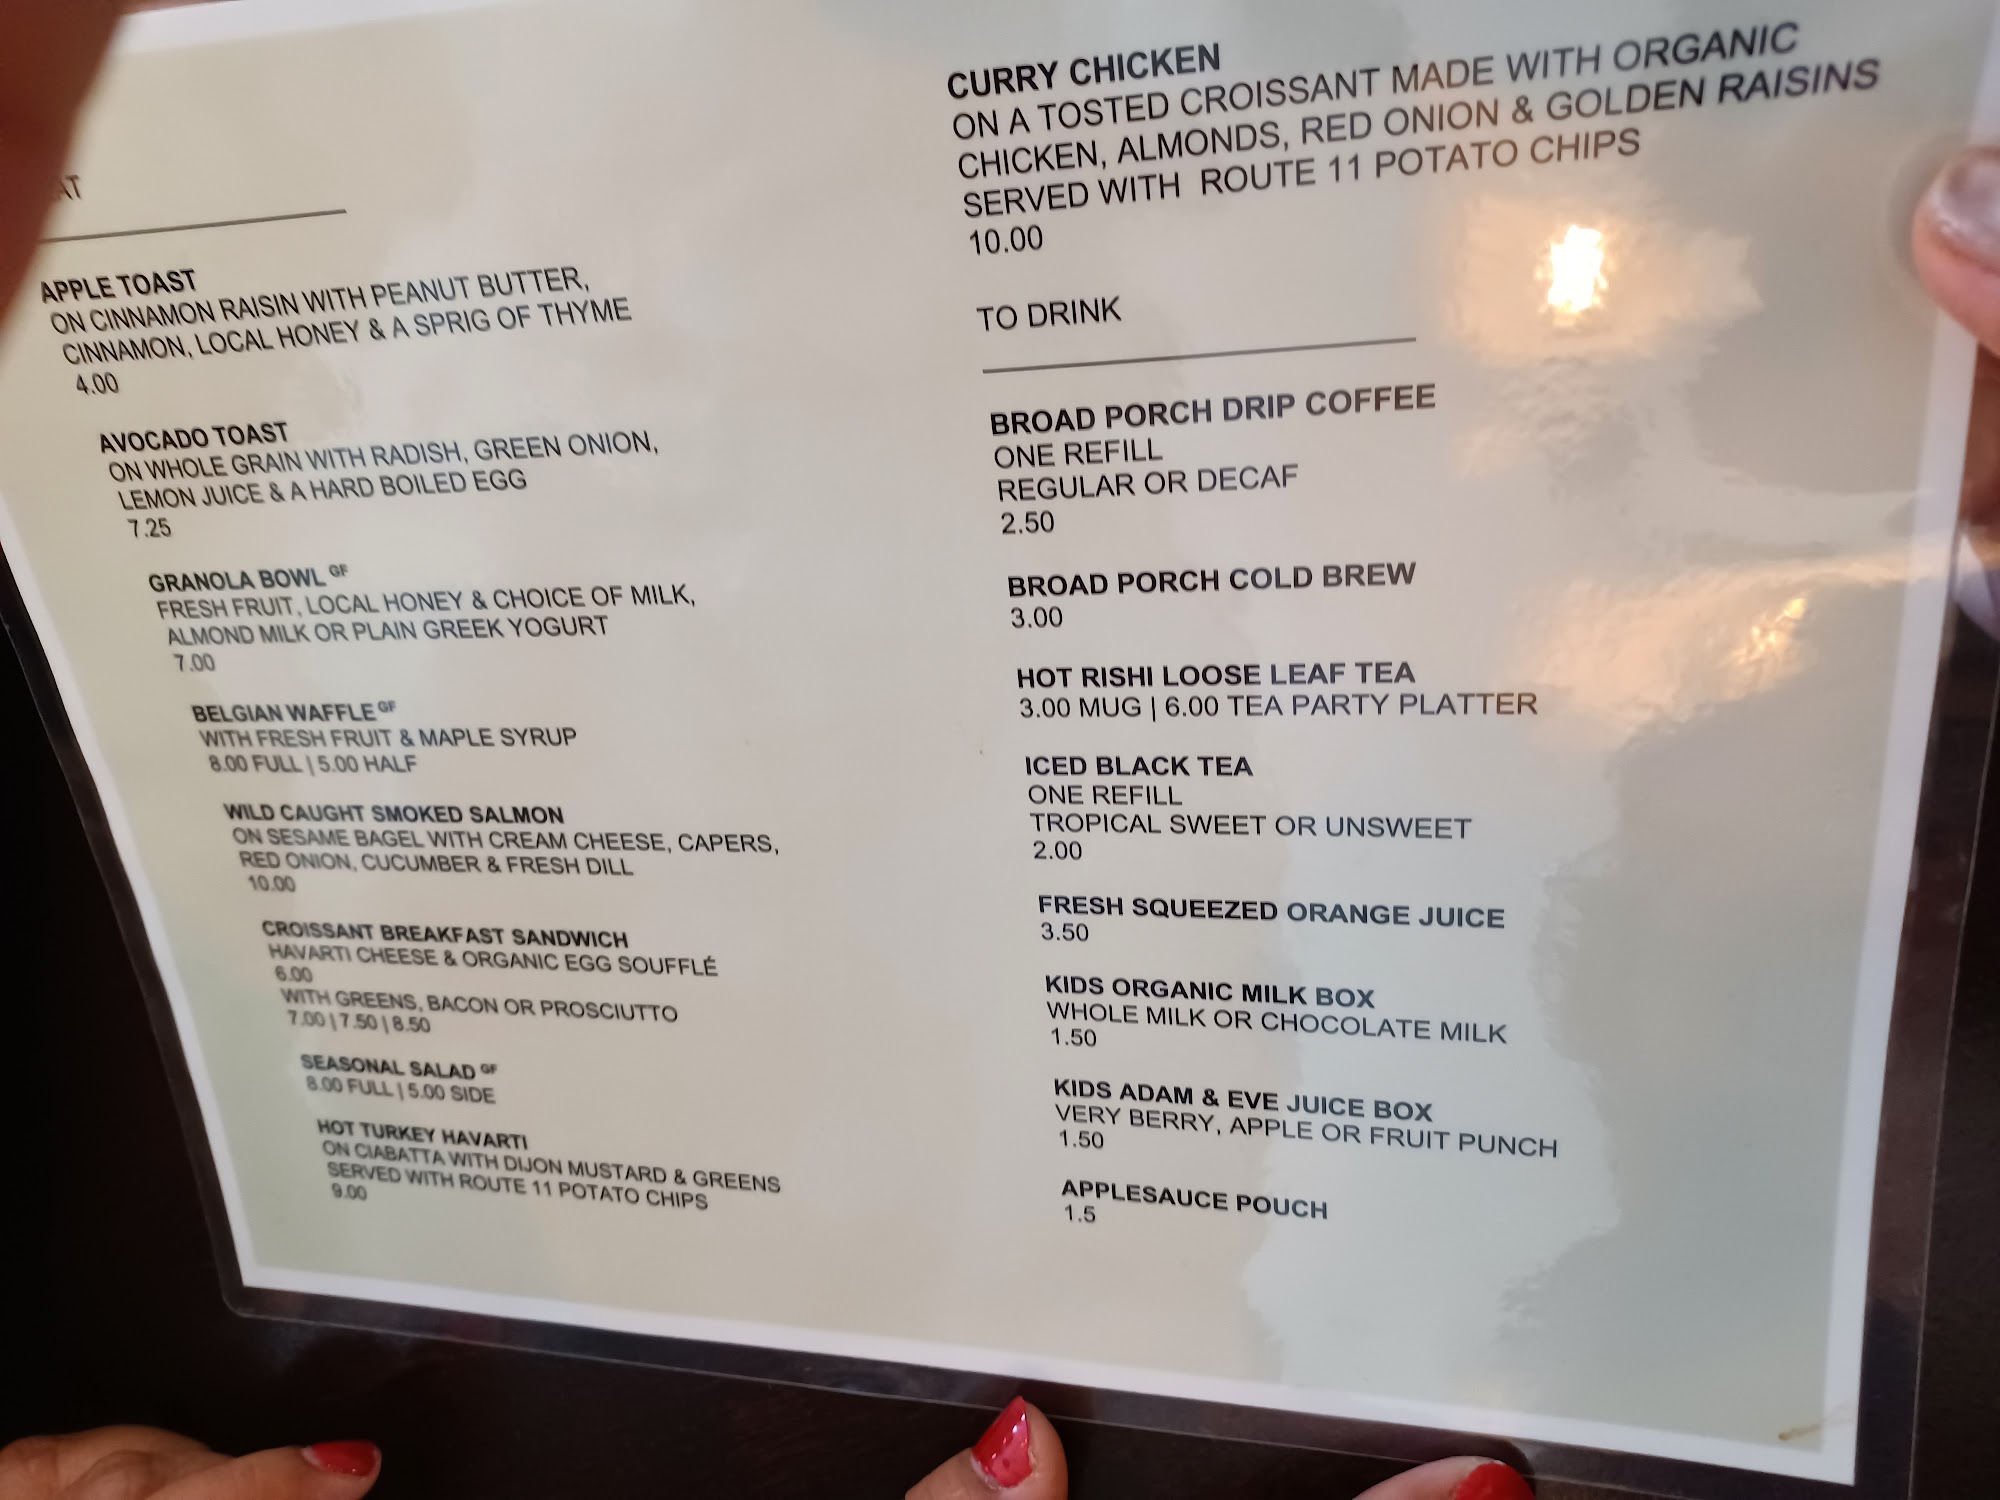 APPLE TOAST
ON CINNAMON RAISIN WITH PEANUT BUTTER,
CINNAMON, LOCAL HONEY & A SPRIG OF THYME
4.00
AVOCADO TOAST
ON WHOLE GRAIN WITH RADISH, GREEN ONION,
LEMON JUICE & A HARD BOILED EGG
7.25
GRANOLA BOWL GF
FRESH FRUIT, LOCAL HONEY & CHOICE OF MILK,
ALMOND MILK OR PLAIN GREEK YOGURT
7.00
BELGIAN WAFFLE GF
WITH FRESH FRUIT & MAPLE SYRUP
8.00 FULL | 5.00 HALF
WILD CAUGHT SMOKED SALMON
ON SESAME BAGEL WITH CREAM CHEESE, CAPERS,
RED ONION, CUCUMBER & FRESH DILL
10.00
CROISSANT BREAKFAST SANDWICH
HAVARTI CHEESE & ORGANIC EGG SOUFFLÉ
6.00
WITH GREENS, BACON OR PROSCIUTTO
7.00 | 7.50 | 8.50
SEASONAL SALAD GF
8.00 FULL | 5.00 SIDE
HOT TURKEY HAVARTI
ON CIABATTA WITH DIJON MUSTARD & GREENS
SERVED WITH ROUTE 11 POTATO CHIPS
9.00
CURRY CHICKEN
ON A TOSTED CROISSANT MADE WITH ORGANIC
CHICKEN, ALMONDS, RED ONION & GOLDEN RAISINS
SERVED WITH ROUTE 11 POTATO CHIPS
10.00
TO DRINK
BROAD PORCH DRIP COFFEE
ONE REFILL
REGULAR OR DECAF
2.50
BROAD PORCH COLD BREW
3.00
HOT RISHI LOOSE LEAF TEA
3.00 MUG | 6.00 TEA PARTY PLATTER
ICED BLACK TEA
ONE REFILL
TROPICAL SWEET OR UNSWEET
2.00
FRESH SQUEEZED ORANGE JUICE
3.50
KIDS ORGANIC MILK BOX
WHOLE MILK OR CHOCOLATE MILK
1.50
KIDS ADAM & EVE JUICE BOX
VERY BERRY, APPLE OR FRUIT PUNCH
1.50
APPLESAUCE POUCH
1.5